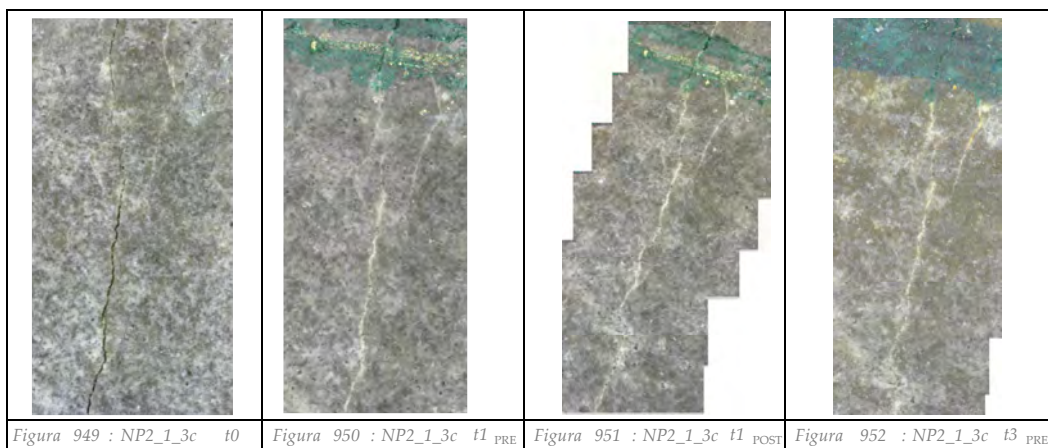 Figura 949 : NP2_1_3c t0
Figura 950 : NP2_1_3c t1 PRE
Figura 951 : NP2_1_3c t1 POST
Figura 952 : NP2_1_3c t3 PRE